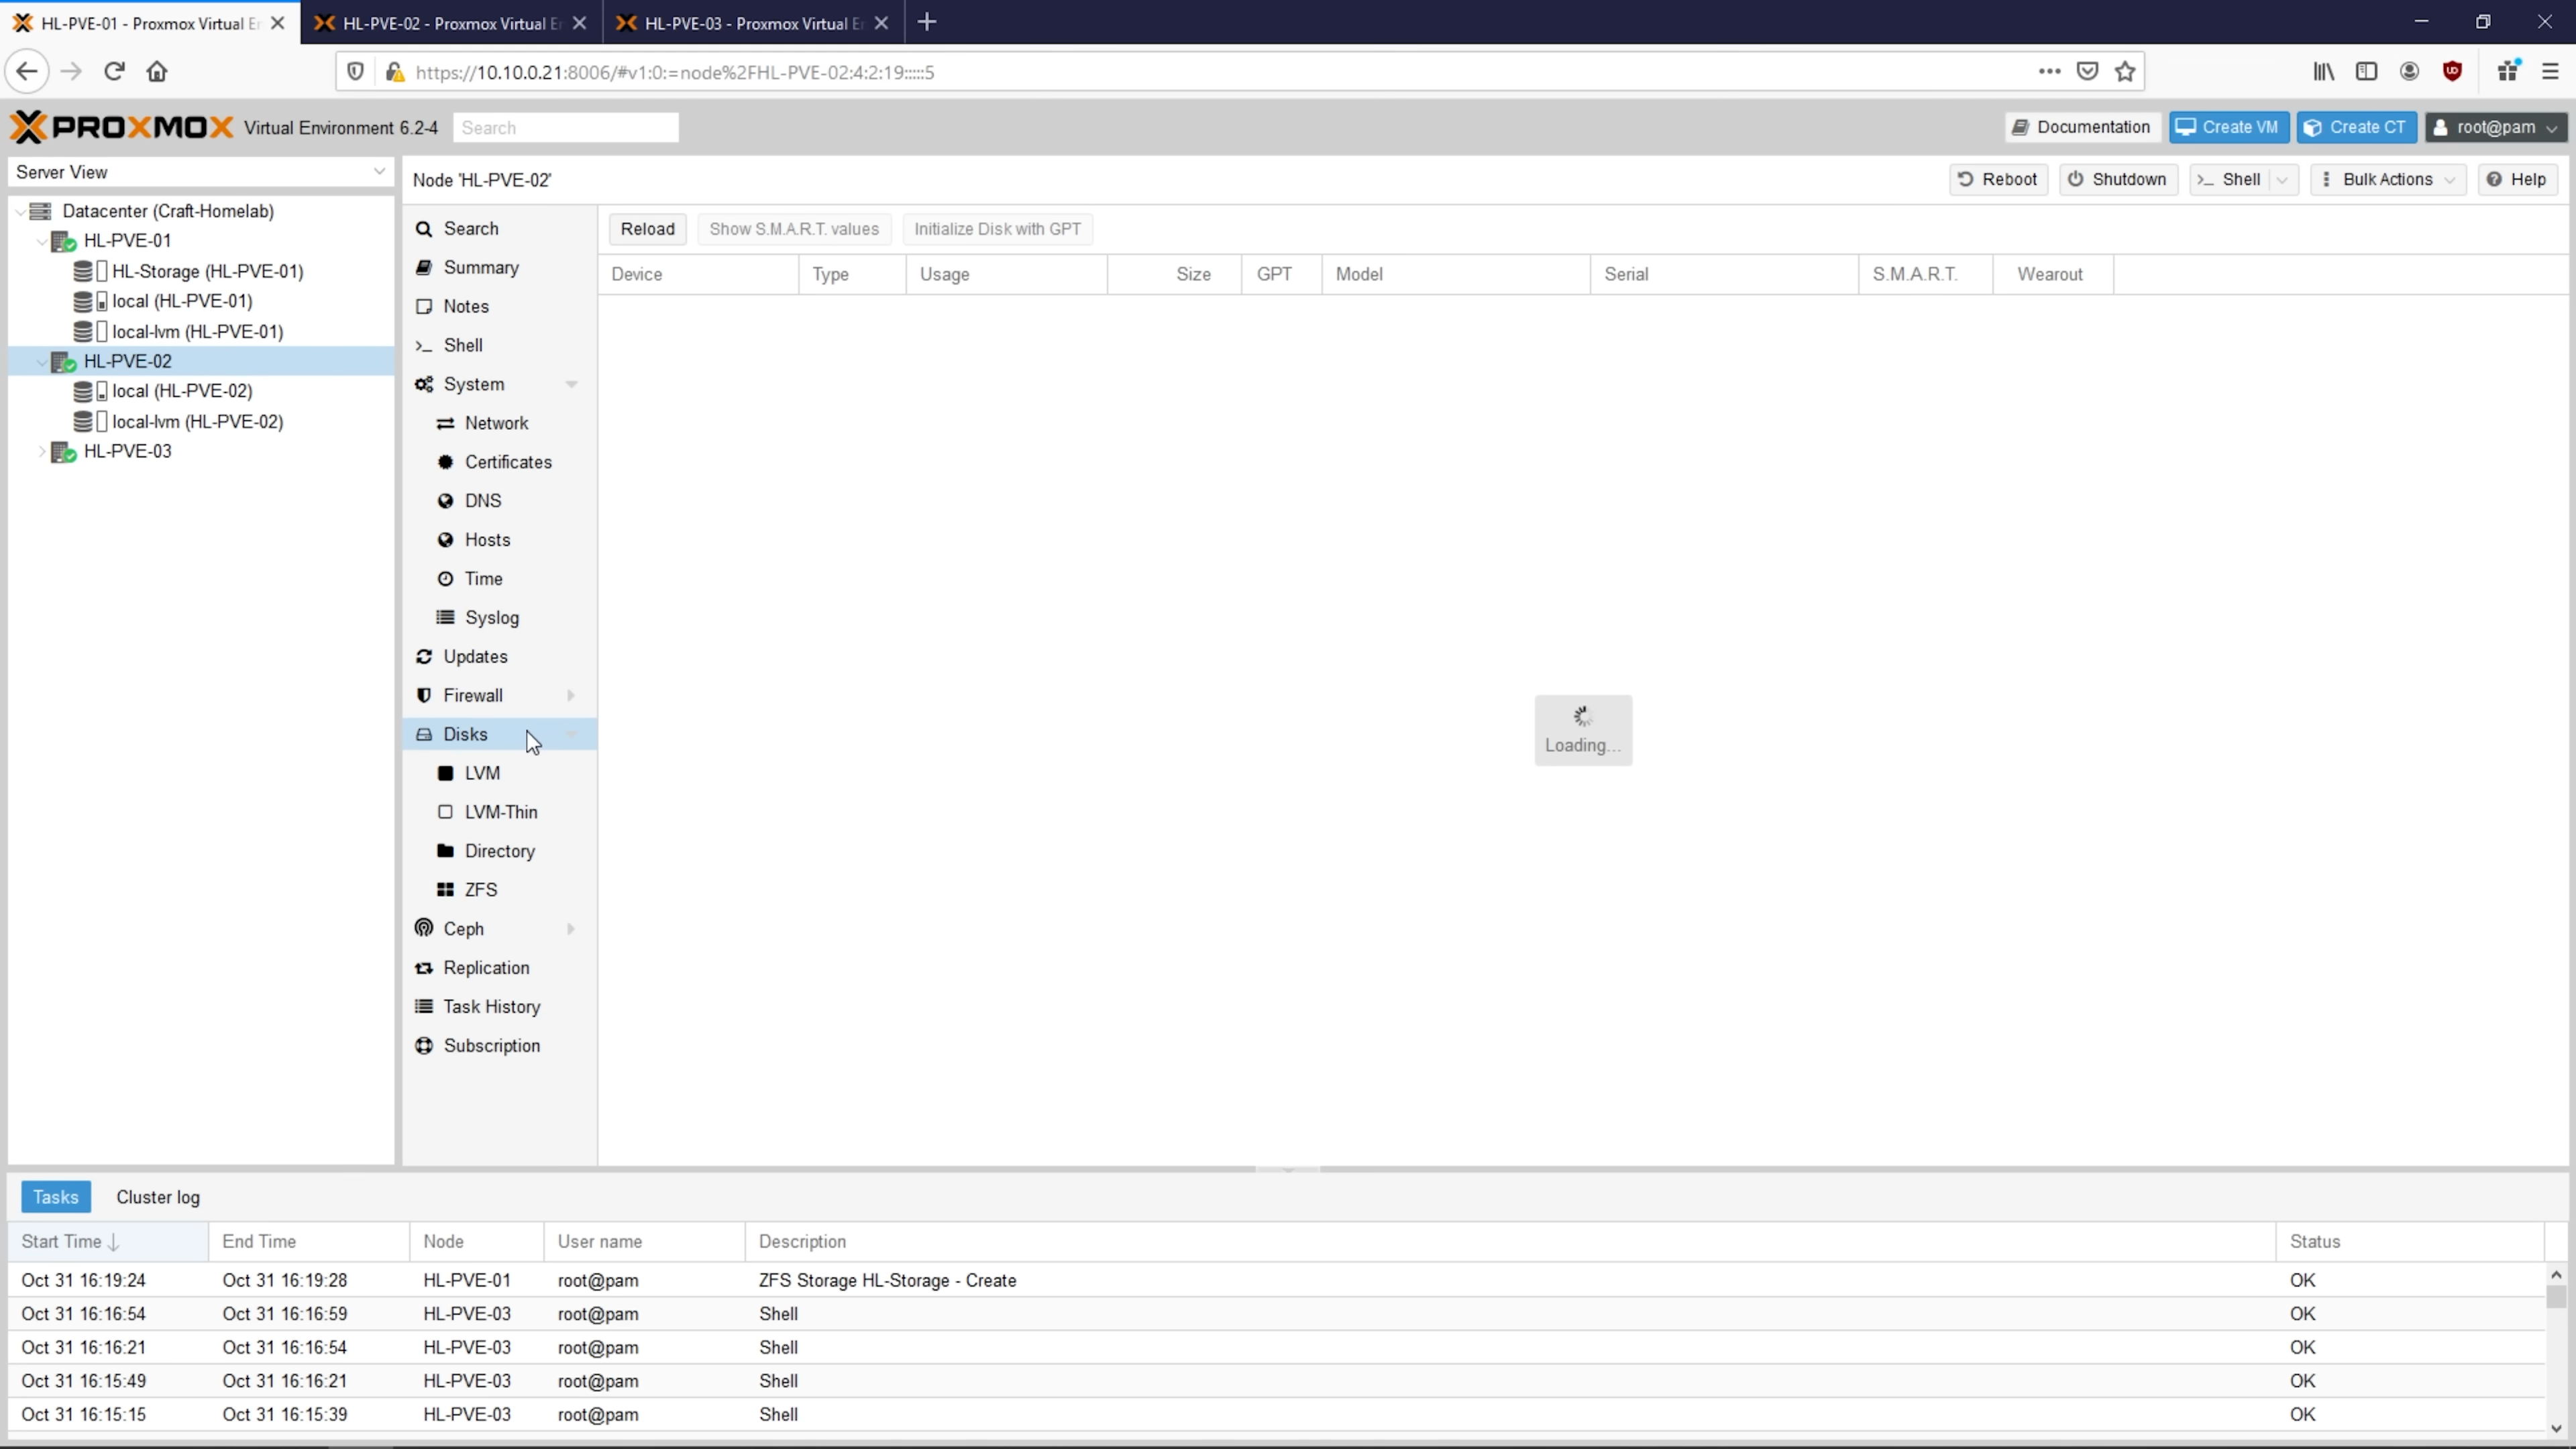 HL-PVE-01 - Proxmox Virtual E
HL-PVE-02 - Proxmox Virtual E
HL-PVE-03 - Proxmox Virtual E
https://10.10.0.21:8006/#v1:0:=node%2FHL-PVE-02:4:2:19:::::5
PROXMOX Virtual Environment 6.2-4 Search
Documentation Create VM Create CT root@pam
Server View
Datacenter (Craft-Homelab)
HL-PVE-01
HL-Storage (HL-PVE-01)
local (HL-PVE-01)
local-lvm (HL-PVE-01)
HL-PVE-02
local (HL-PVE-02)
local-lvm (HL-PVE-02)
HL-PVE-03
Node 'HL-PVE-02'
Reboot Shutdown Shell Bulk Actions Help
Search
Summary
Notes
Shell
System
Network
Certificates
DNS
Hosts
Time
Syslog
Updates
Firewall
Disks
LVM
LVM-Thin
Directory
ZFS
Ceph
Replication
Task History
Subscription
Reload Show S.M.A.R.T. values Initialize Disk with GPT
Device Type Usage Size GPT Model Serial S.M.A.R.T. Wearout
Loading...
Tasks Cluster log
Start Time End Time Node User name Description Status
Oct 31 16:19:24 Oct 31 16:19:28 HL-PVE-01 root@pam ZFS Storage HL-Storage - Create OK
Oct 31 16:16:54 Oct 31 16:16:59 HL-PVE-03 root@pam Shell OK
Oct 31 16:16:21 Oct 31 16:16:54 HL-PVE-03 root@pam Shell OK
Oct 31 16:15:49 Oct 31 16:16:21 HL-PVE-03 root@pam Shell OK
Oct 31 16:15:15 Oct 31 16:15:39 HL-PVE-03 root@pam Shell OK